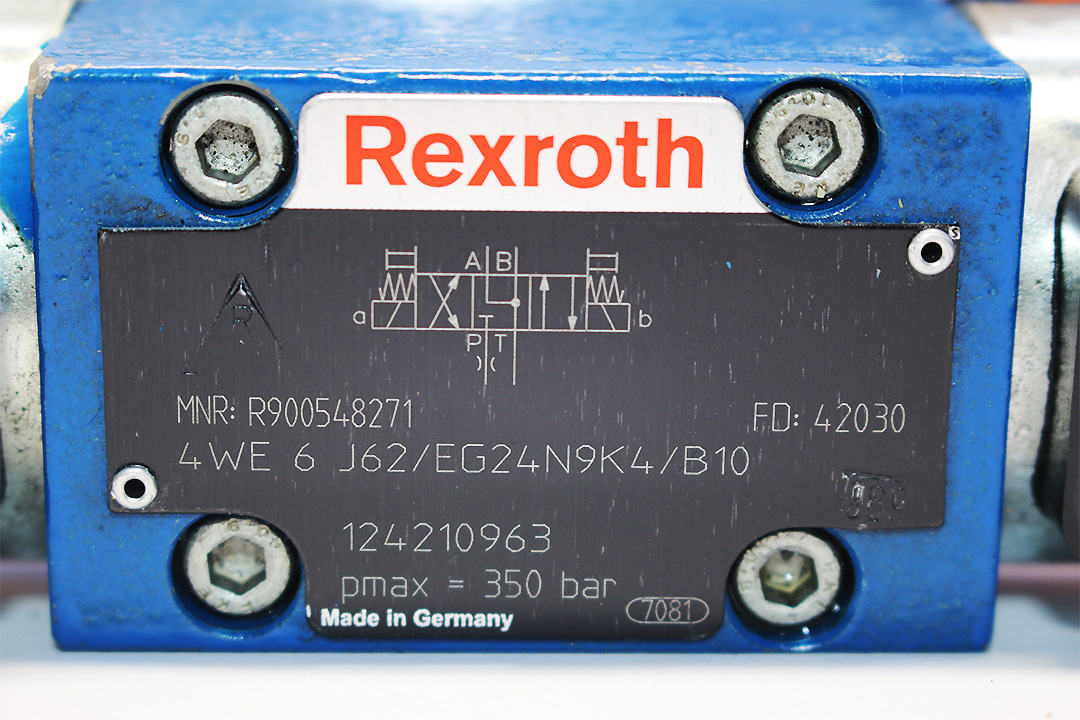 Rexroth
S
A B
a b
P T
R
MNR: R900548271 FD: 42030
4WE 6 J62/EG24N9K4/B10
124210963
pmax = 350 bar
Made in Germany 7081